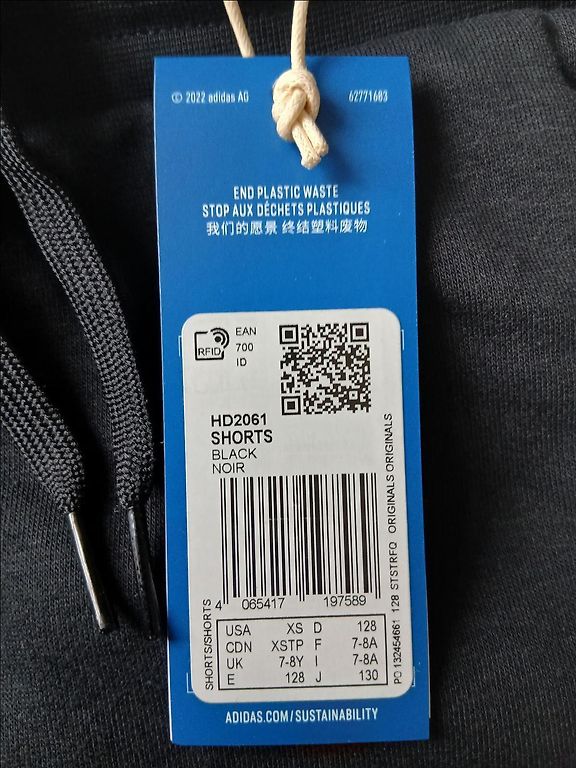 © 2022 adidas AG
62771683
END PLASTIC WASTE
STOP AUX DÉCHETS PLASTIQUES
我们的愿景 终结塑料废物
RFID
EAN
700
ID
HD2061
SHORTS
BLACK
NOIR
4 065417 197589
SHORTS/SHORTS
PO 132454661 128 STSTRFQ ORIGINALS ORIGINALS
USA XS D 128
CDN XSTP F 7-8A
UK 7-8Y I 7-8A
E 128 J 130
ADIDAS.COM/SUSTAINABILITY